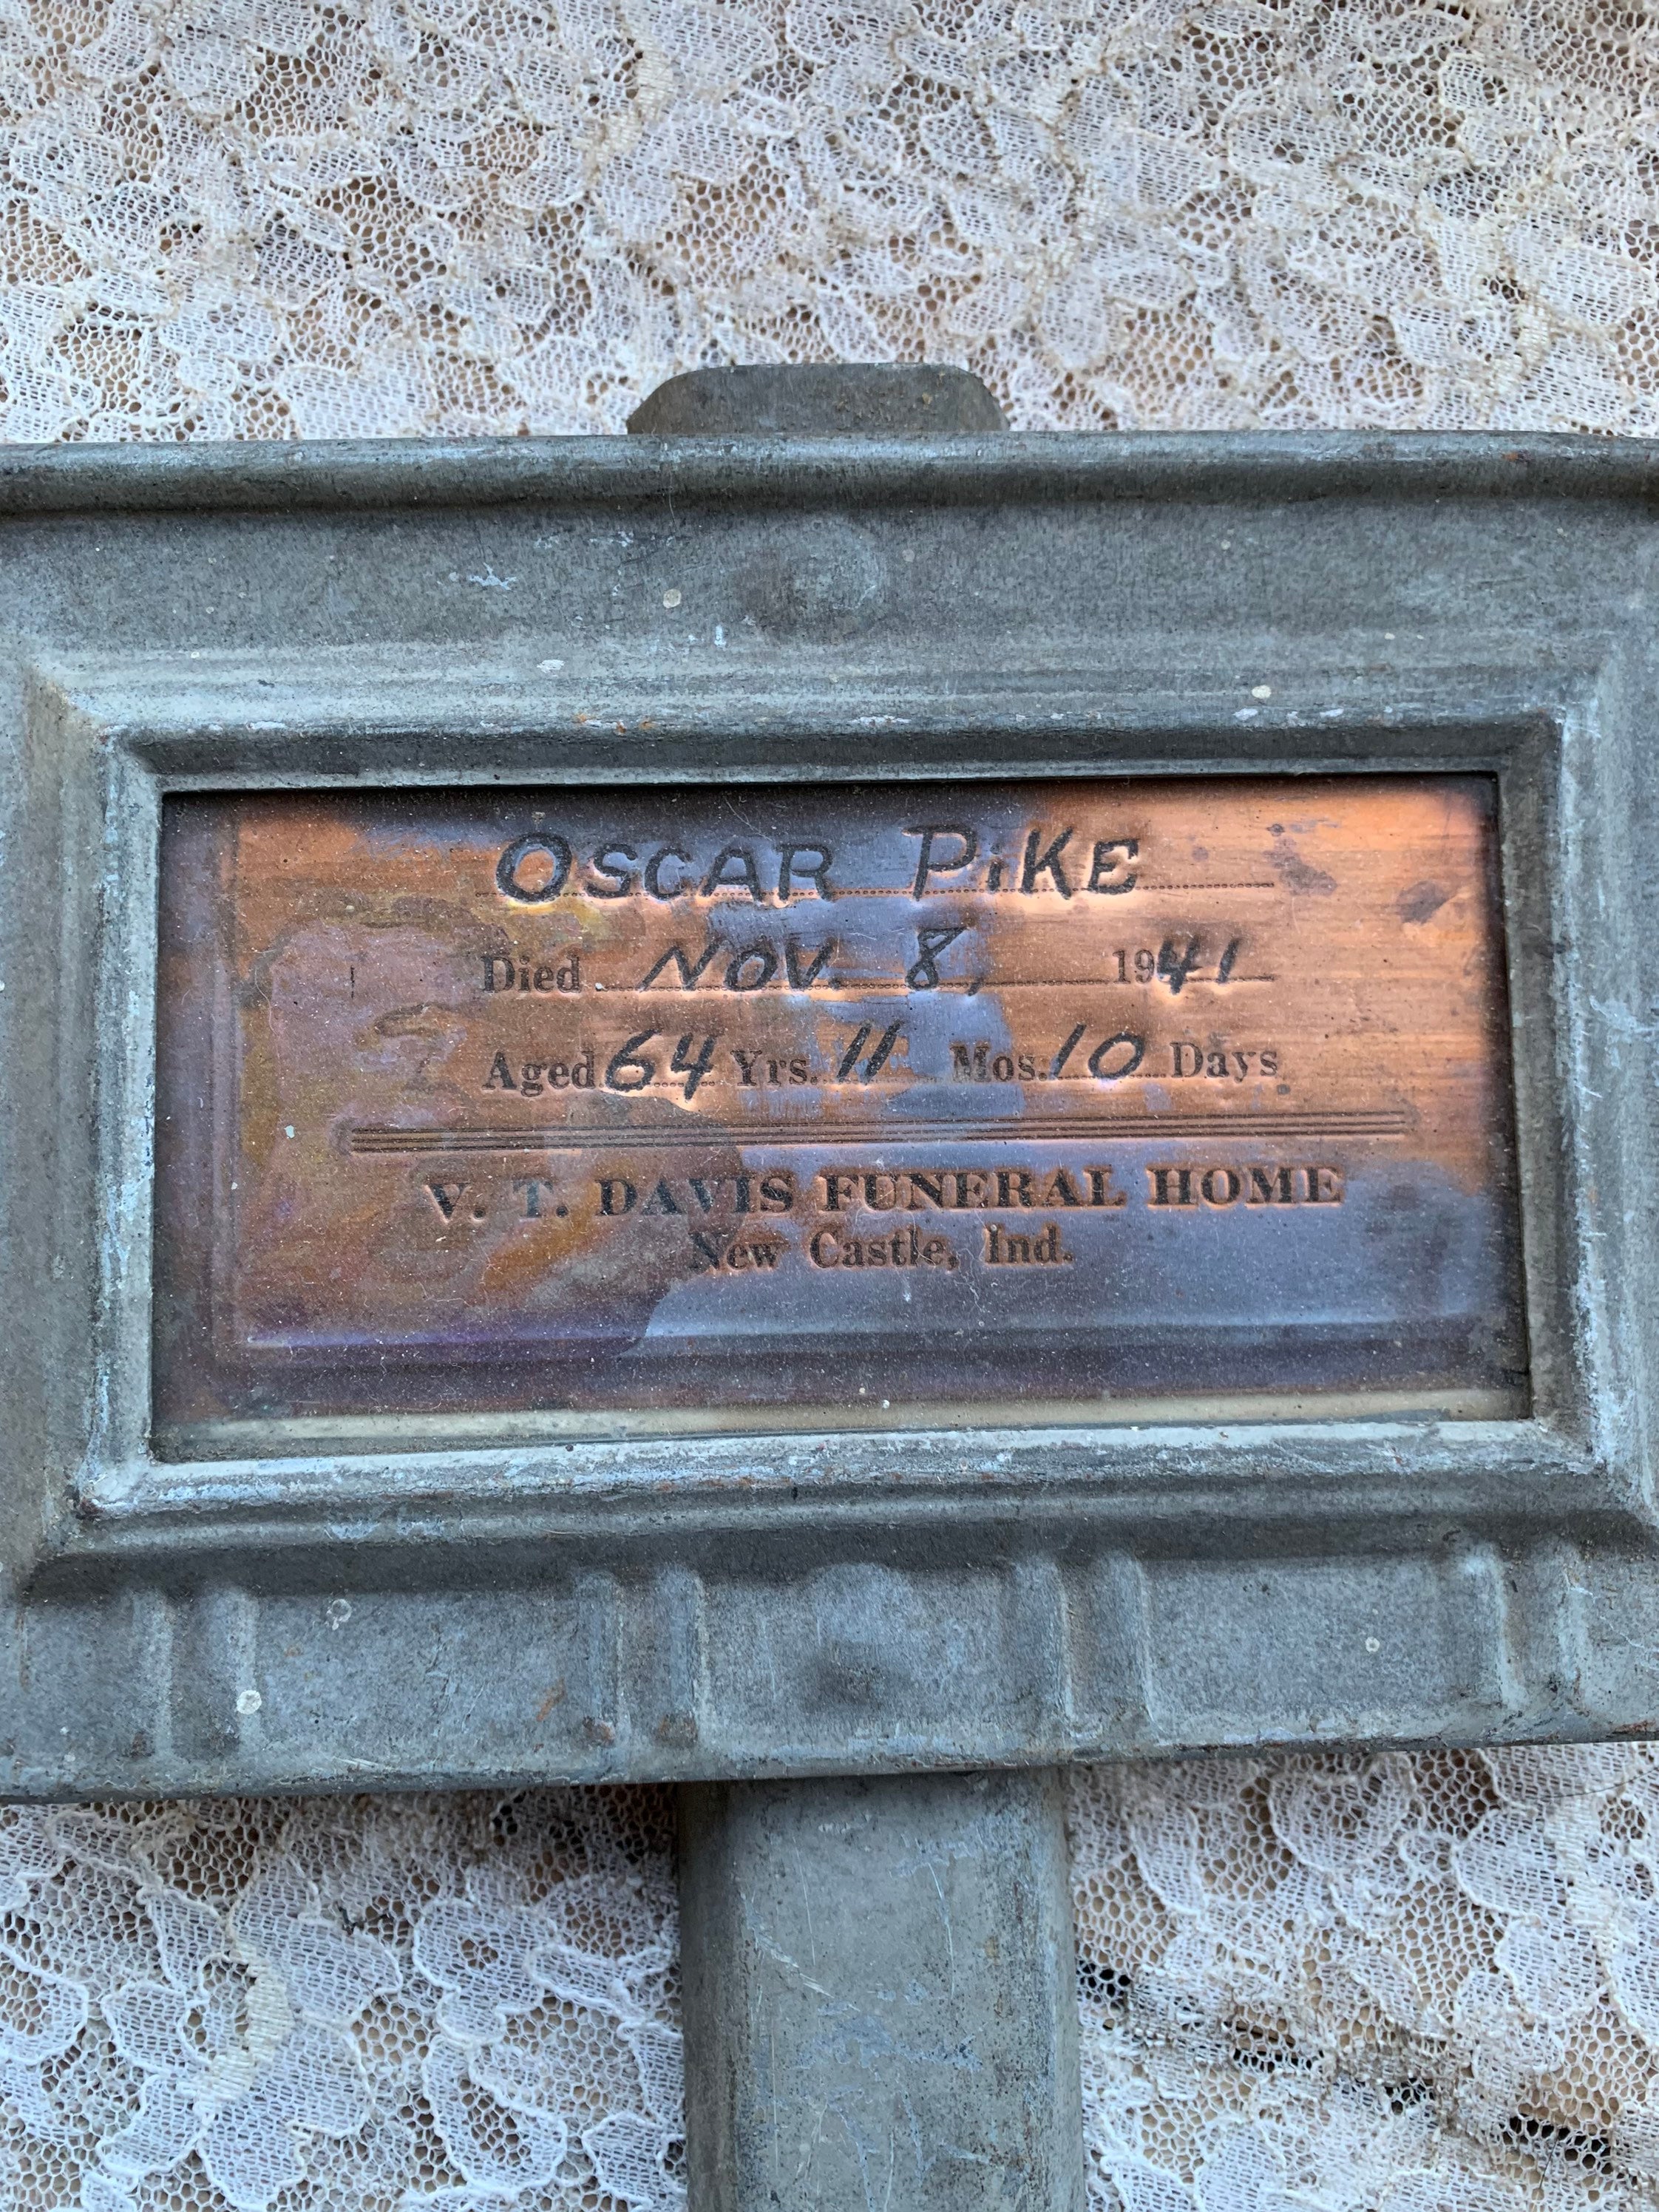 OSCAR PiKE
Died NOV. 8, 1941
Aged 64 Yrs. 11 Mos. 10 Days
V. T. DAVIS FUNERAL HOME
New Castle, Ind.